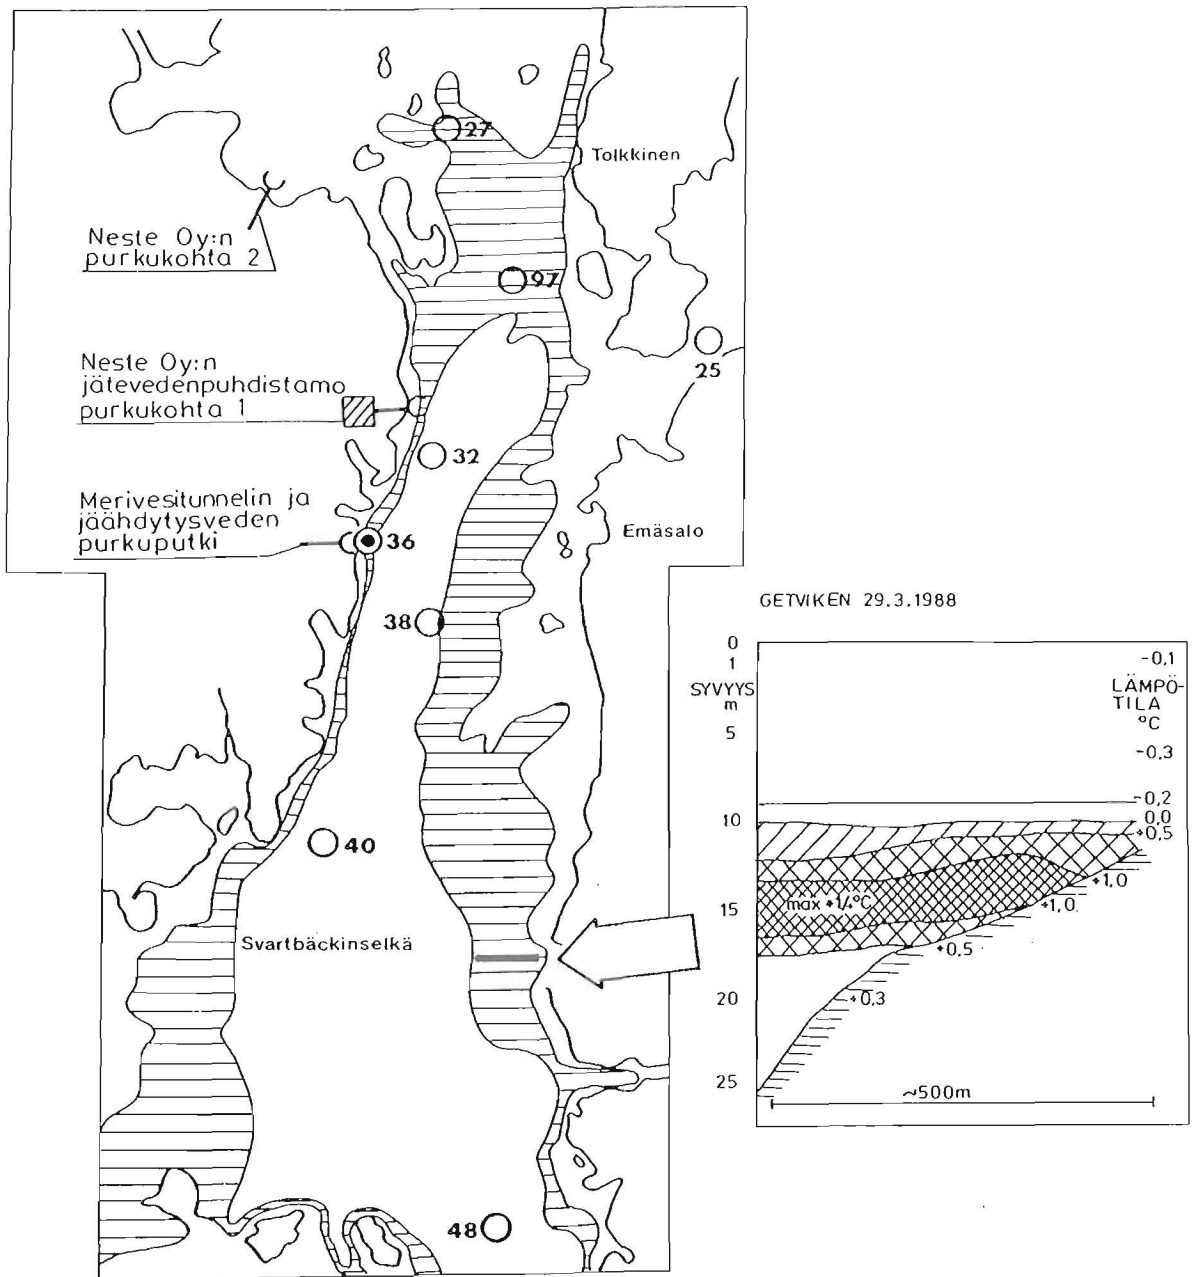 27
Tolkkinen
Neste Oy:n
purkukohta 2
97
25
Neste Oy:n
jätevedenpuhdistamo
purkukohta 1
32
Merivesitunnelin ja
jäähdytysveden
purkuputki
36
Emäsalo
38
40
Svartbäckinselkä
48
GETVIKEN 29.3.1988
0
1
SYVYYS
m
5
10
15
20
25
-0,1
LÄMPÖ-
TILA
°C
-0,3
-0,2
0,0
+0,5
+1,0
+1,0
+0,5
+0,3
max +1,4°C
~500m